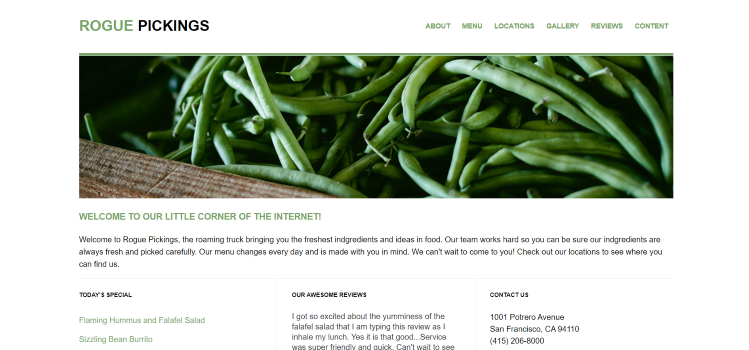 ROGUE PICKINGS
ABOUT MENU LOCATIONS GALLERY REVIEWS CONTENT
WELCOME TO OUR LITTLE CORNER OF THE INTERNET!
Welcome to Rogue Pickings, the roaming truck bringing you the freshest indgredients and ideas in food. Our team works hard so you can be sure our indgredients are
always fresh and picked carefully. Our menu changes every day and is made with you in mind. We can't wait to come to you! Check out our locations to see where you
can find us.
TODAY'S SPECIAL
Flaming Hummus and Falafel Salad
Sizzling Bean Burrito
OUR AWESOME REVIEWS
I got so excited about the yumminess of the
falafel salad that I am typing this review as I
inhale my lunch. Yes it is that good...Service
was super friendly and quick. Can't wait to see
CONTACT US
1001 Potrero Avenue
San Francisco, CA 94110
(415) 206-8000